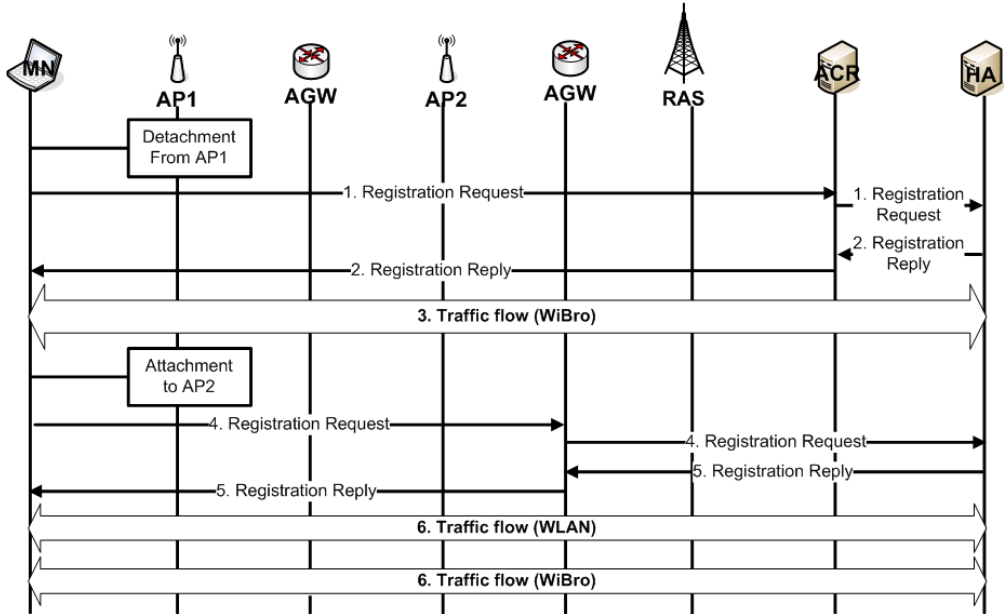 MN
AP1
AGW
AP2
AGW
RAS
ACR
HA
Detachment
From AP1
1. Registration Request
1. Registration
Request
2. Registration
Reply
2. Registration Reply
3. Traffic flow (WiBro)
Attachment
to AP2
4. Registration Request
4. Registration Request
5. Registration Reply
5. Registration Reply
6. Traffic flow (WLAN)
6. Traffic flow (WiBro)